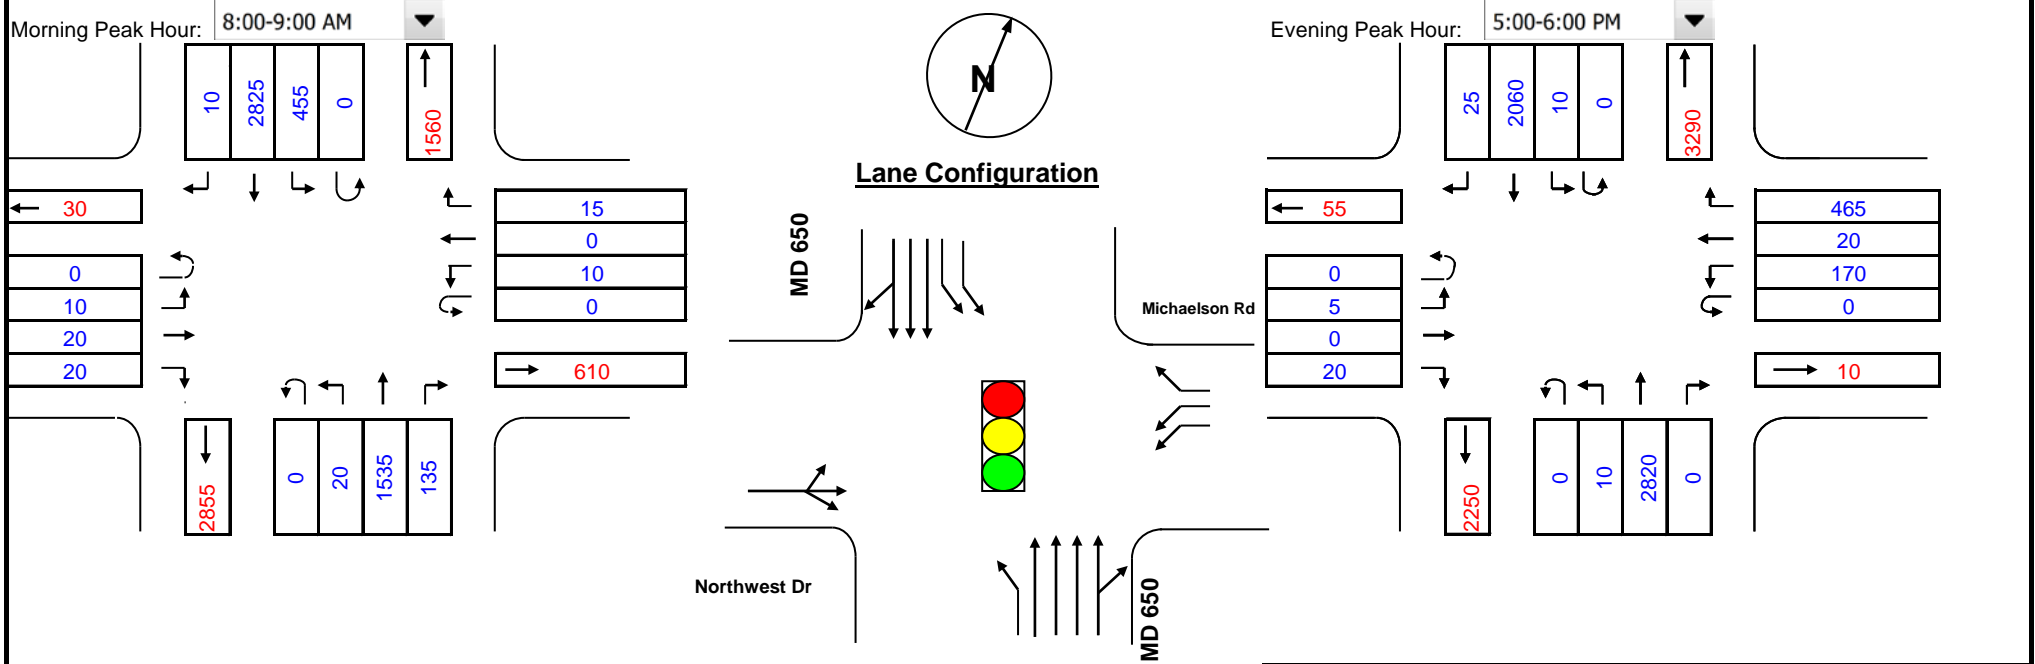 Morning Peak Hour: 8:00-9:00 AM
10 2825 455 0 1560
30
0
10
20
20
15
0
10
0
610
2855
0 20 1535 135
N
Lane Configuration
MD 650
Michaelson Rd
Northwest Dr
MD 650
Evening Peak Hour: 5:00-6:00 PM
25 2060 10 0 3290
55
0
5
0
20
465
20
170
0
10
2250
0 10 2820 0